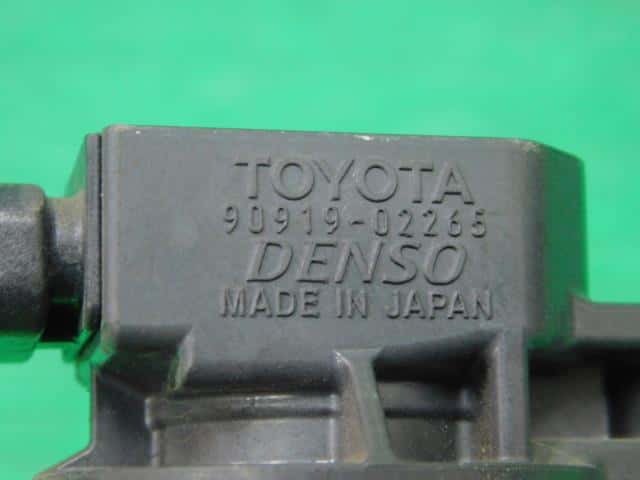 TOYOTA
90919-02265
DENSO
MADE IN JAPAN